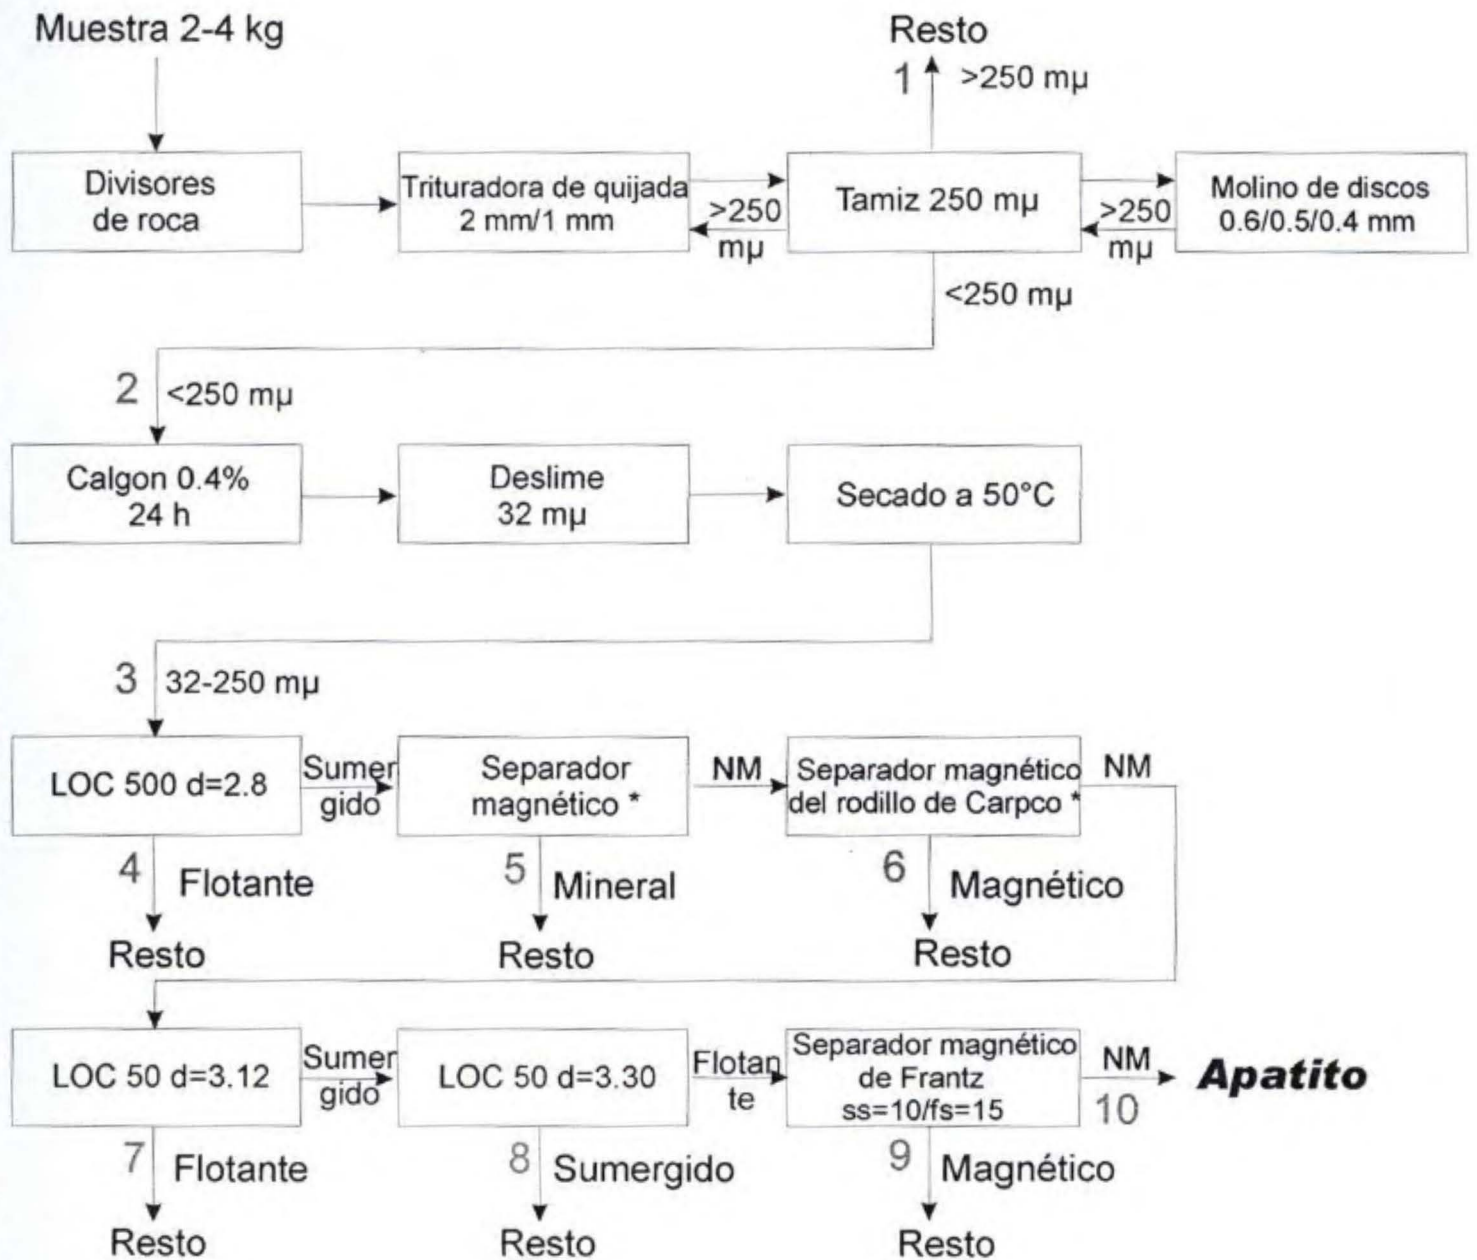 Muestra 2-4 kg
Resto
1
>250 mµ
Divisores
de roca
Trituradora de quijada
2 mm/1 mm
>250
mµ
Tamiz 250 mµ
>250
mµ
Molino de discos
0.6/0.5/0.4 mm
<250 mµ
2
<250 mµ
Calgon 0.4%
24 h
Deslime
32 mµ
Secado a 50°C
3
32-250 mµ
LOC 500 d=2.8
Sumer
gido
Separador
magnético *
NM
Separador magnético
del rodillo de Carpco *
NM
4
Flotante
5
Mineral
6
Magnético
Resto
Resto
Resto
LOC 50 d=3.12
Sumer
gido
LOC 50 d=3.30
Flotan
te
Separador magnético
de Frantz
ss=10/fs=15
NM
10
Apatito
7
Flotante
8
Sumergido
9
Magnético
Resto
Resto
Resto